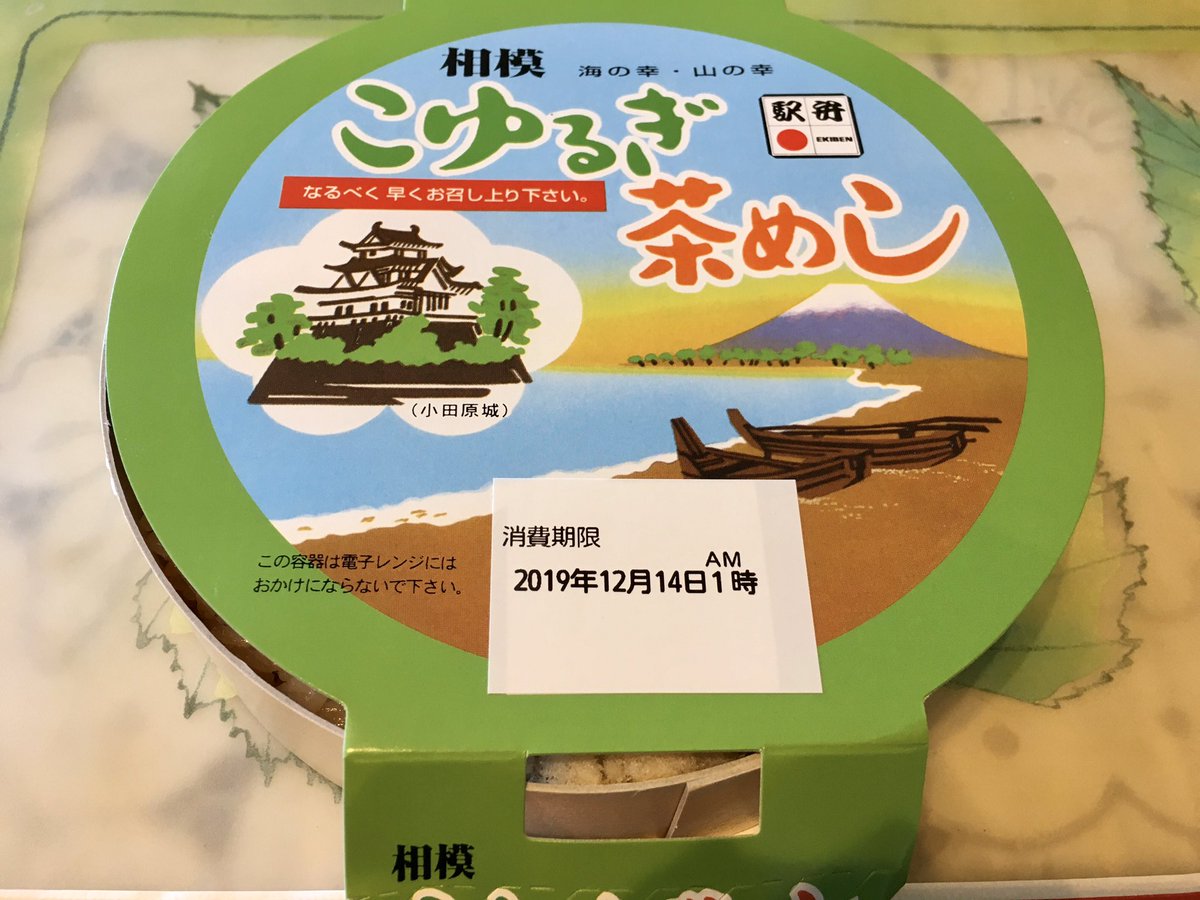 相模 海の幸・山の幸
こゆるぎ
茶めし
駅弁
EKIBEN
なるべく 早くお召し上り下さい。
(小田原城)
消費期限
AM
2019年12月14日1時
この容器は電子レンジには
おかけにならないで下さい。
相模